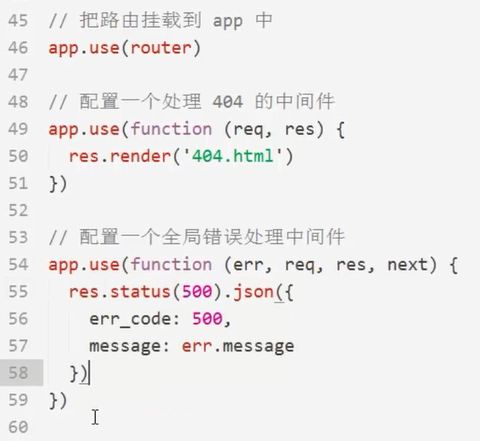 45 // 把路由挂载到 app 中
46 app.use(router)
47
48 // 配置一个处理 404 的中间件
49 app.use(function (req, res) {
50   res.render('404.html')
51 })
52
53 // 配置一个全局错误处理中间件
54 app.use(function (err, req, res, next) {
55   res.status(500).json({
56     err_code: 500,
57     message: err.message
58   })
59 })
60